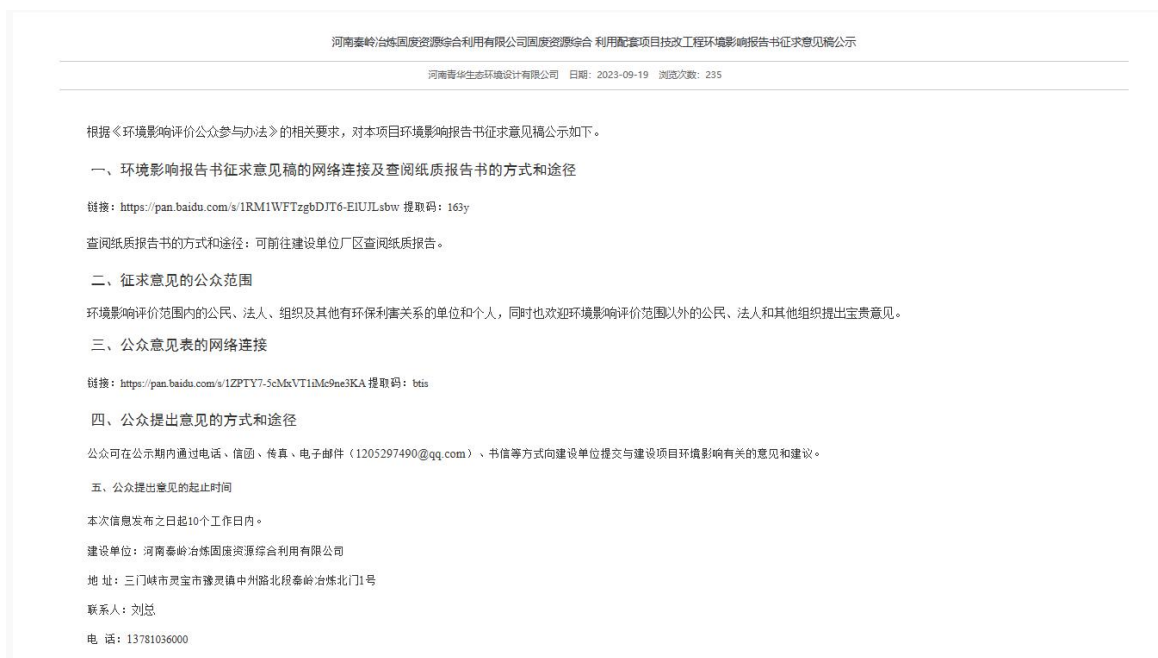 河南秦岭冶炼固废资源综合利用有限公司固废资源综合 利用配套项目技改工程环境影响报告书征求意见稿公示
河南青华生态环境设计有限公司 日期：2023-09-19 浏览次数：235
根据《环境影响评价公众参与办法》的相关要求，对本项目环境影响报告书征求意见稿公示如下。
一、环境影响报告书征求意见稿的网络连接及查阅纸质报告书的方式和途径
链接：https://pan.baidu.com/s/1RM1WFTzgbDJT6-ElUJLsbw 提取码：163y
查阅纸质报告书的方式和途径：可前往建设单位厂区查阅纸质报告。
二、征求意见的公众范围
环境影响评价范围内的公民、法人、组织及其他有环保利害关系的单位和个人，同时也欢迎环境影响评价范围以外的公民、法人和其他组织提出宝贵意见。
三、公众意见表的网络连接
链接：https://pan.baidu.com/s/1ZPTY7-5cMxVT1iMc9ne3KA 提取码：btis
四、公众提出意见的方式和途径
公众可在公示期内通过电话、信函、传真、电子邮件（1205297490@qq.com）、书信等方式向建设单位提交与建设项目环境影响有关的意见和建议。
五、公众提出意见的起止时间
本次信息发布之日起10个工作日内。
建设单位：河南秦岭冶炼固废资源综合利用有限公司
地 址：三门峡市灵宝市豫灵镇中州路北段秦岭冶炼北门1号
联系人：刘总
电 话：13781036000